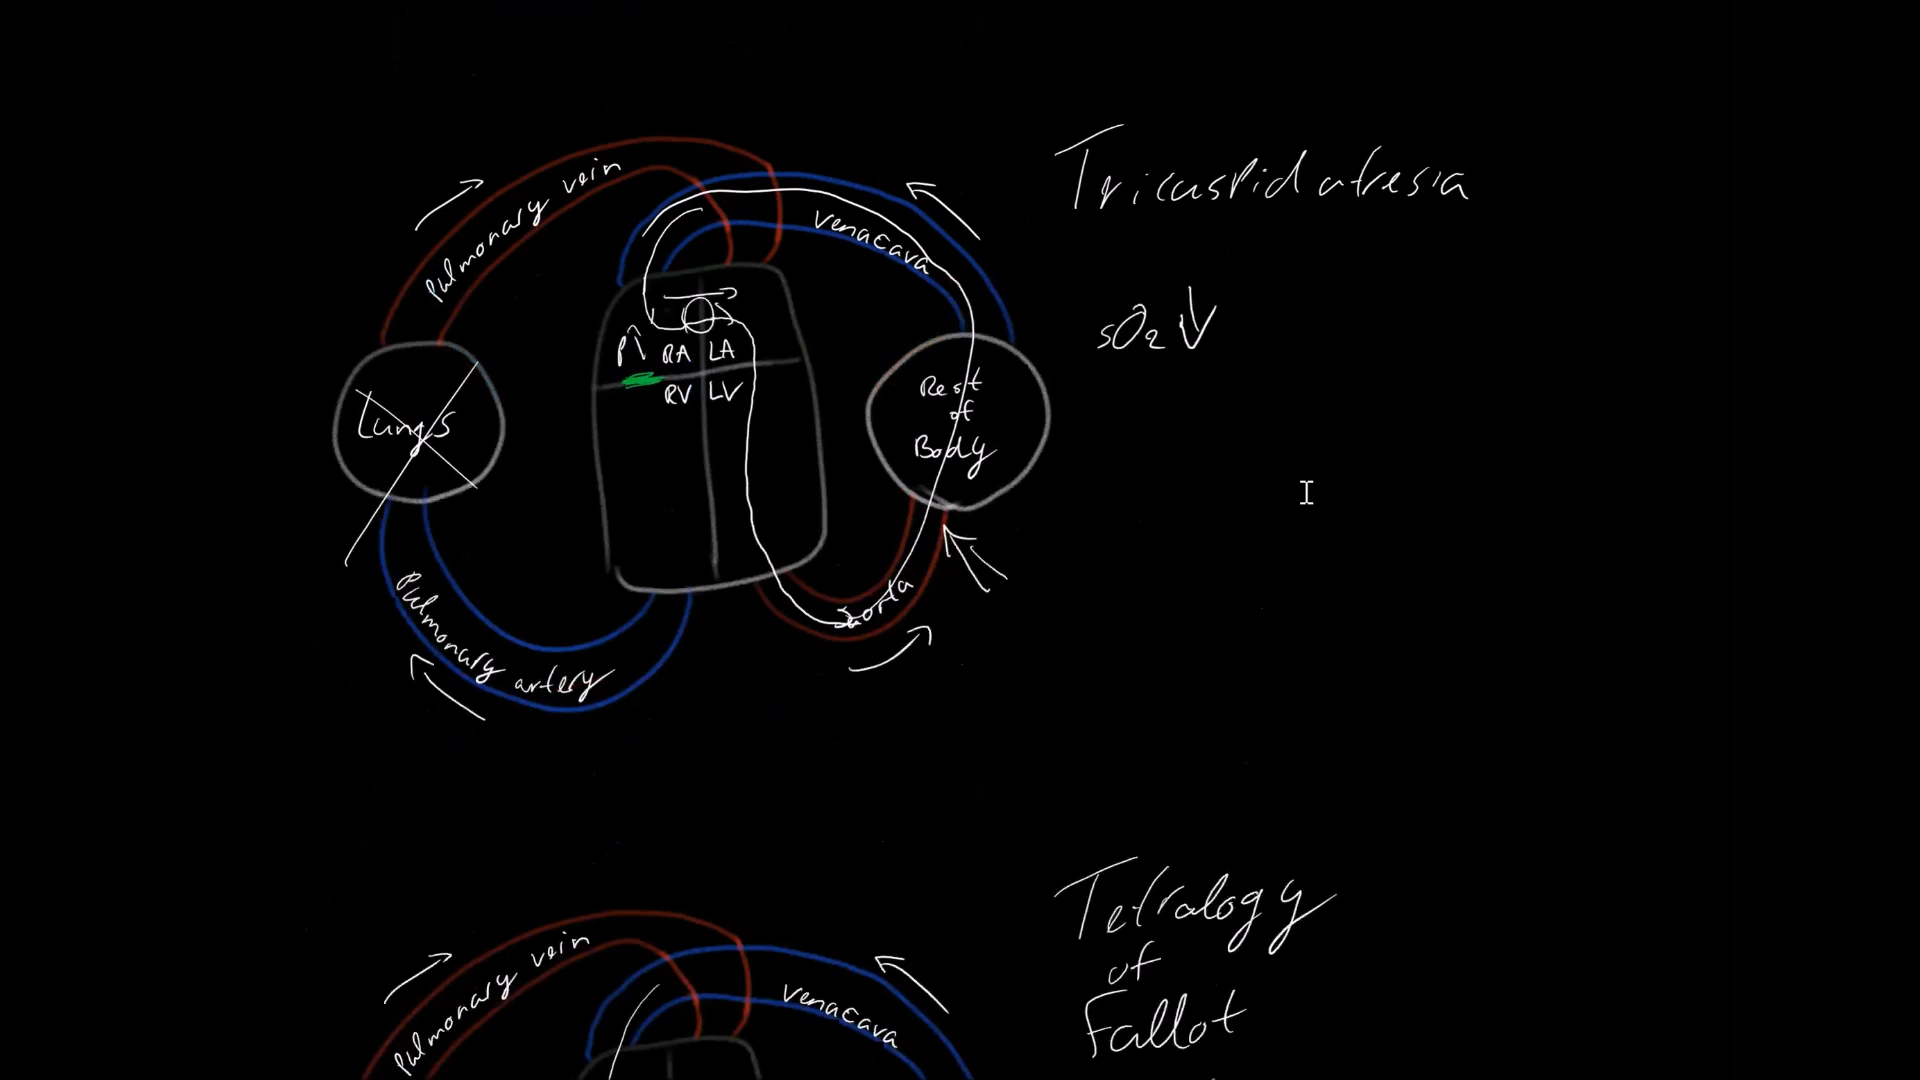 Tricuspid atresia
Pulmonary vein
venacava
sO2 ↓
P↑ RA LA
RV LV
Lungs
Rest
of
Body
Aorta
Pulmonary artery
Tetralogy
of
Fallot
Pulmonary vein
venacava